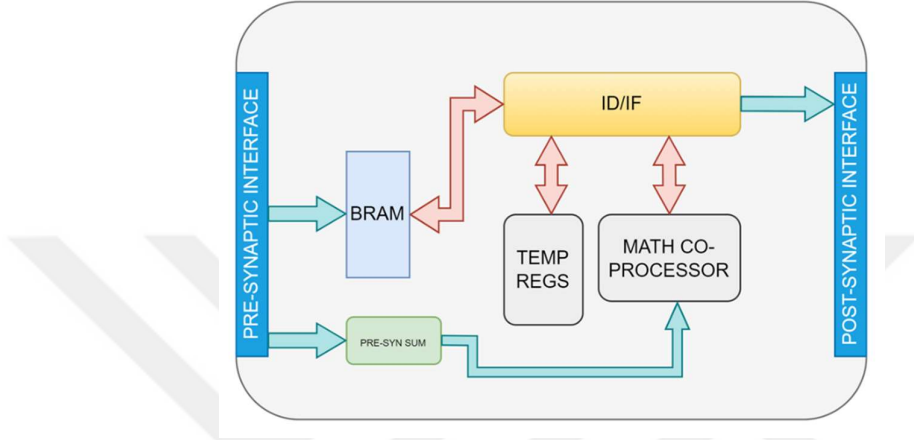 PRE-SYNAPTIC INTERFACE
BRAM
PRE-SYN SUM
ID/IF
TEMP
REGS
MATH CO-
PROCESSOR
POST-SYNAPTIC INTERFACE